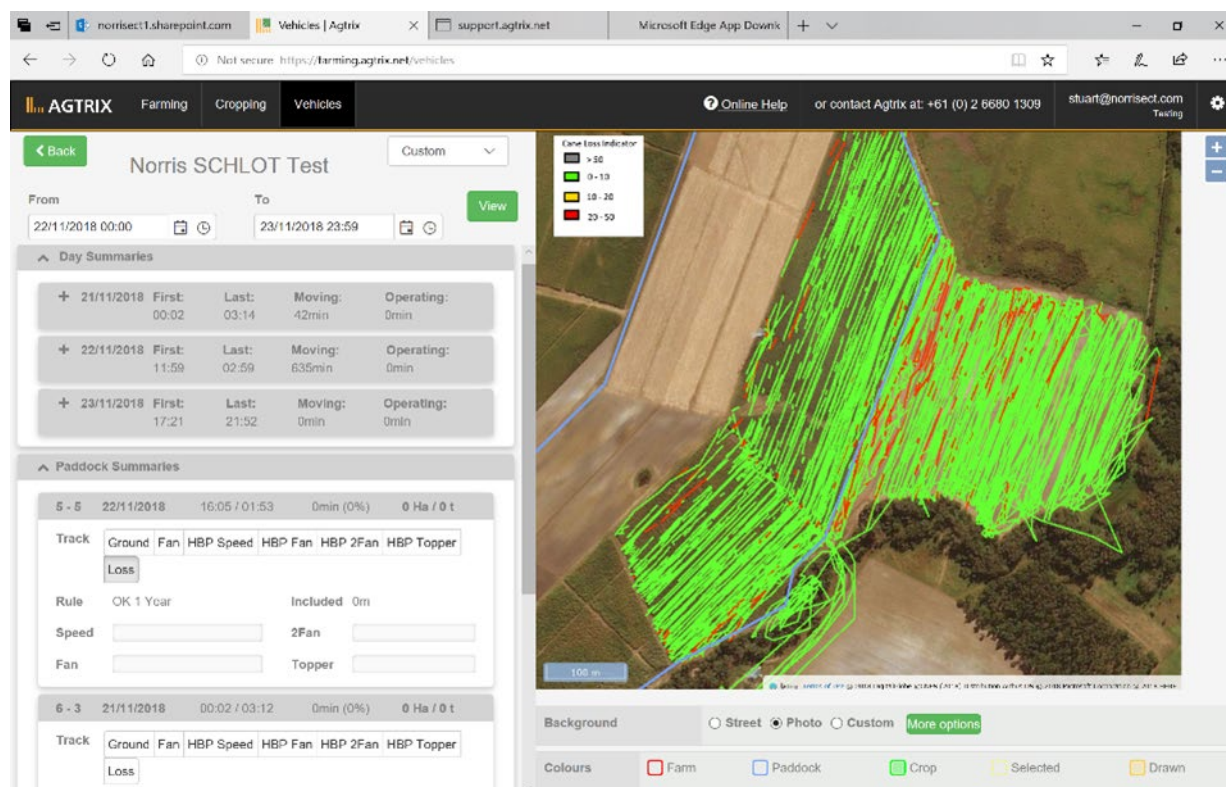 norrisect1.sharepoint.com
Vehicles | Agtrix
support.agtrix.net
Microsoft Edge App Downl
Not secure https://farming.agtrix.net/vehicles
AGTRIX Farming Cropping Vehicles
Online Help
or contact Agtrix at: +61 (0) 2 6680 1309
stuart@norrisect.com
Testing
Back
Norris SCHLOT Test
Custom
From To
22/11/2018 00:00 23/11/2018 23:59
View
Day Summaries
21/11/2018 First: Last: Moving: Operating:
00:02 03:14 42min 0min
22/11/2018 First: Last: Moving: Operating:
11:59 02:59 635min 0min
23/11/2018 First: Last: Moving: Operating:
17:21 21:52 0min 0min
Paddock Summaries
5 - 5 22/11/2018 16:05 / 01:53 0min (0%) 0 Ha / 0 t
Track Ground Fan HBP Speed HBP Fan HBP 2Fan HBP Topper
Loss
Rule OK 1 Year Included 0m
Speed 2Fan
Fan Topper
6 - 3 21/11/2018 00:02 / 03:12 0min (0%) 0 Ha / 0 t
Track Ground Fan HBP Speed HBP Fan HBP 2Fan HBP Topper
Loss
Cane Loss Indicator
> 50
0 - 10
10 - 20
20 - 50
100 m
Terms of Use
Background Street Photo Custom More options
Colours Farm Paddock Crop Selected Drawn